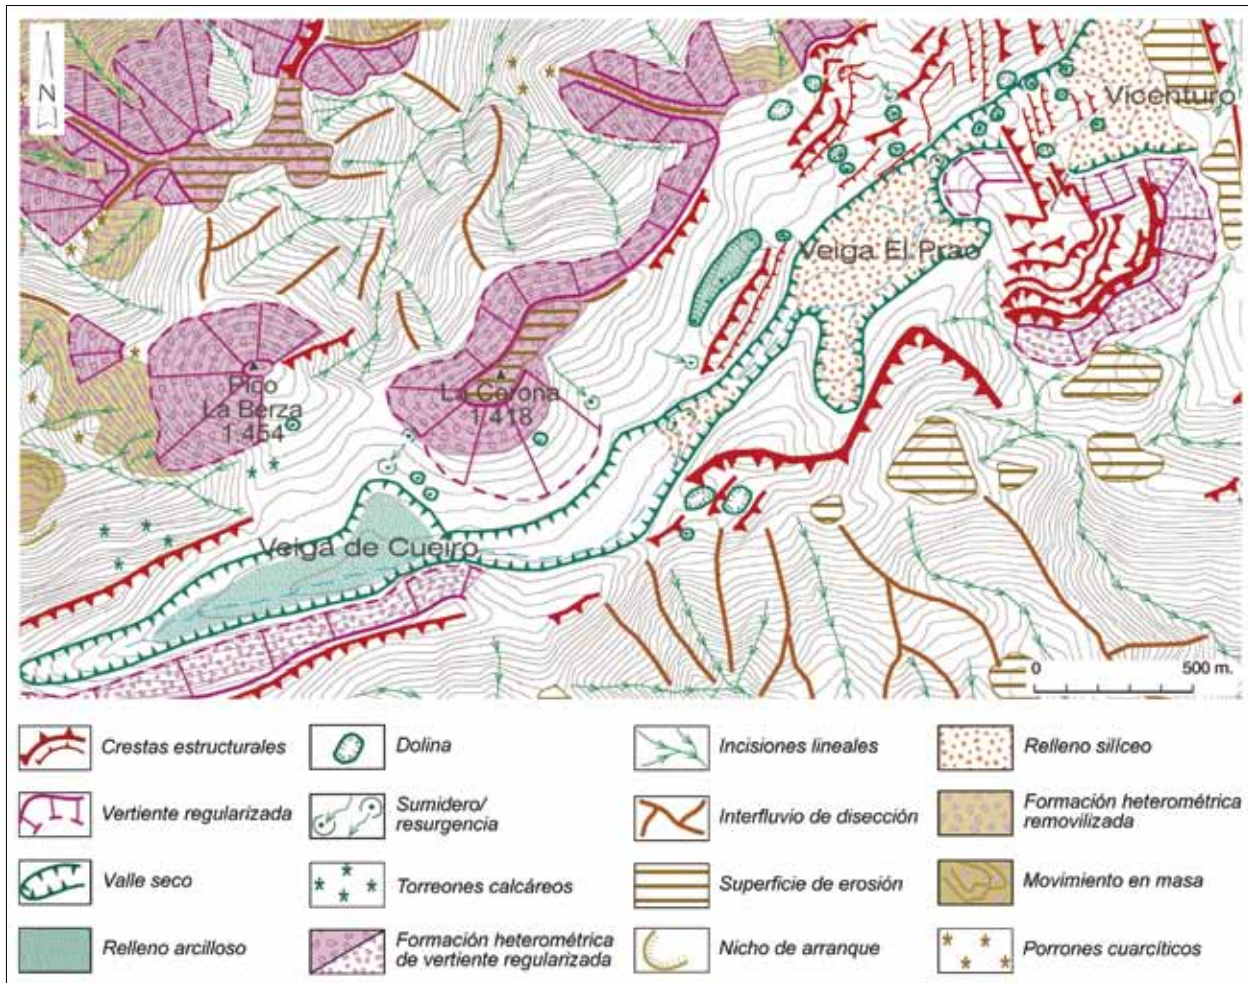 N
Vicenturo
Veiga El Prao
Pico
La Berza
1.454
La Corona
1.418
Veiga de Cueiro
0
500 m.
Crestas estructurales
Dolina
Incisiones lineales
Relleno silíceo
Vertiente regularizada
Sumidero/
resurgencia
Interfluvio de disección
Formación heterométrica
removilizada
Valle seco
Torreones calcáreos
Superficie de erosión
Movimiento en masa
Relleno arcilloso
Formación heterométrica
de vertiente regularizada
Nicho de arranque
Porrones cuarcíticos